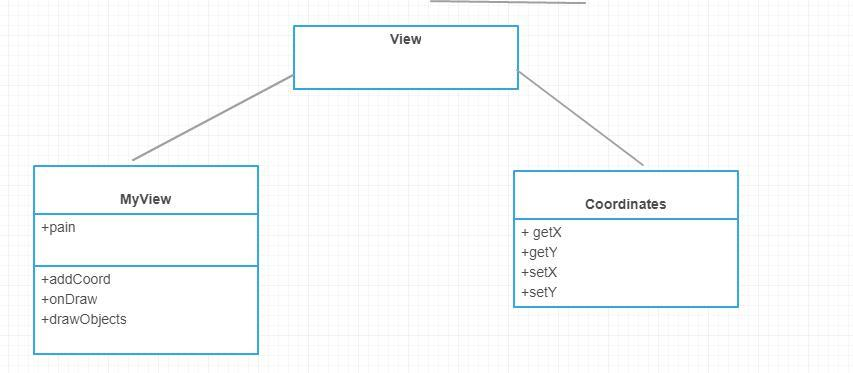 View
MyView
+pain
+addCoord
+onDraw
+drawObjects
Coordinates
+ getX
+getY
+setX
+setY